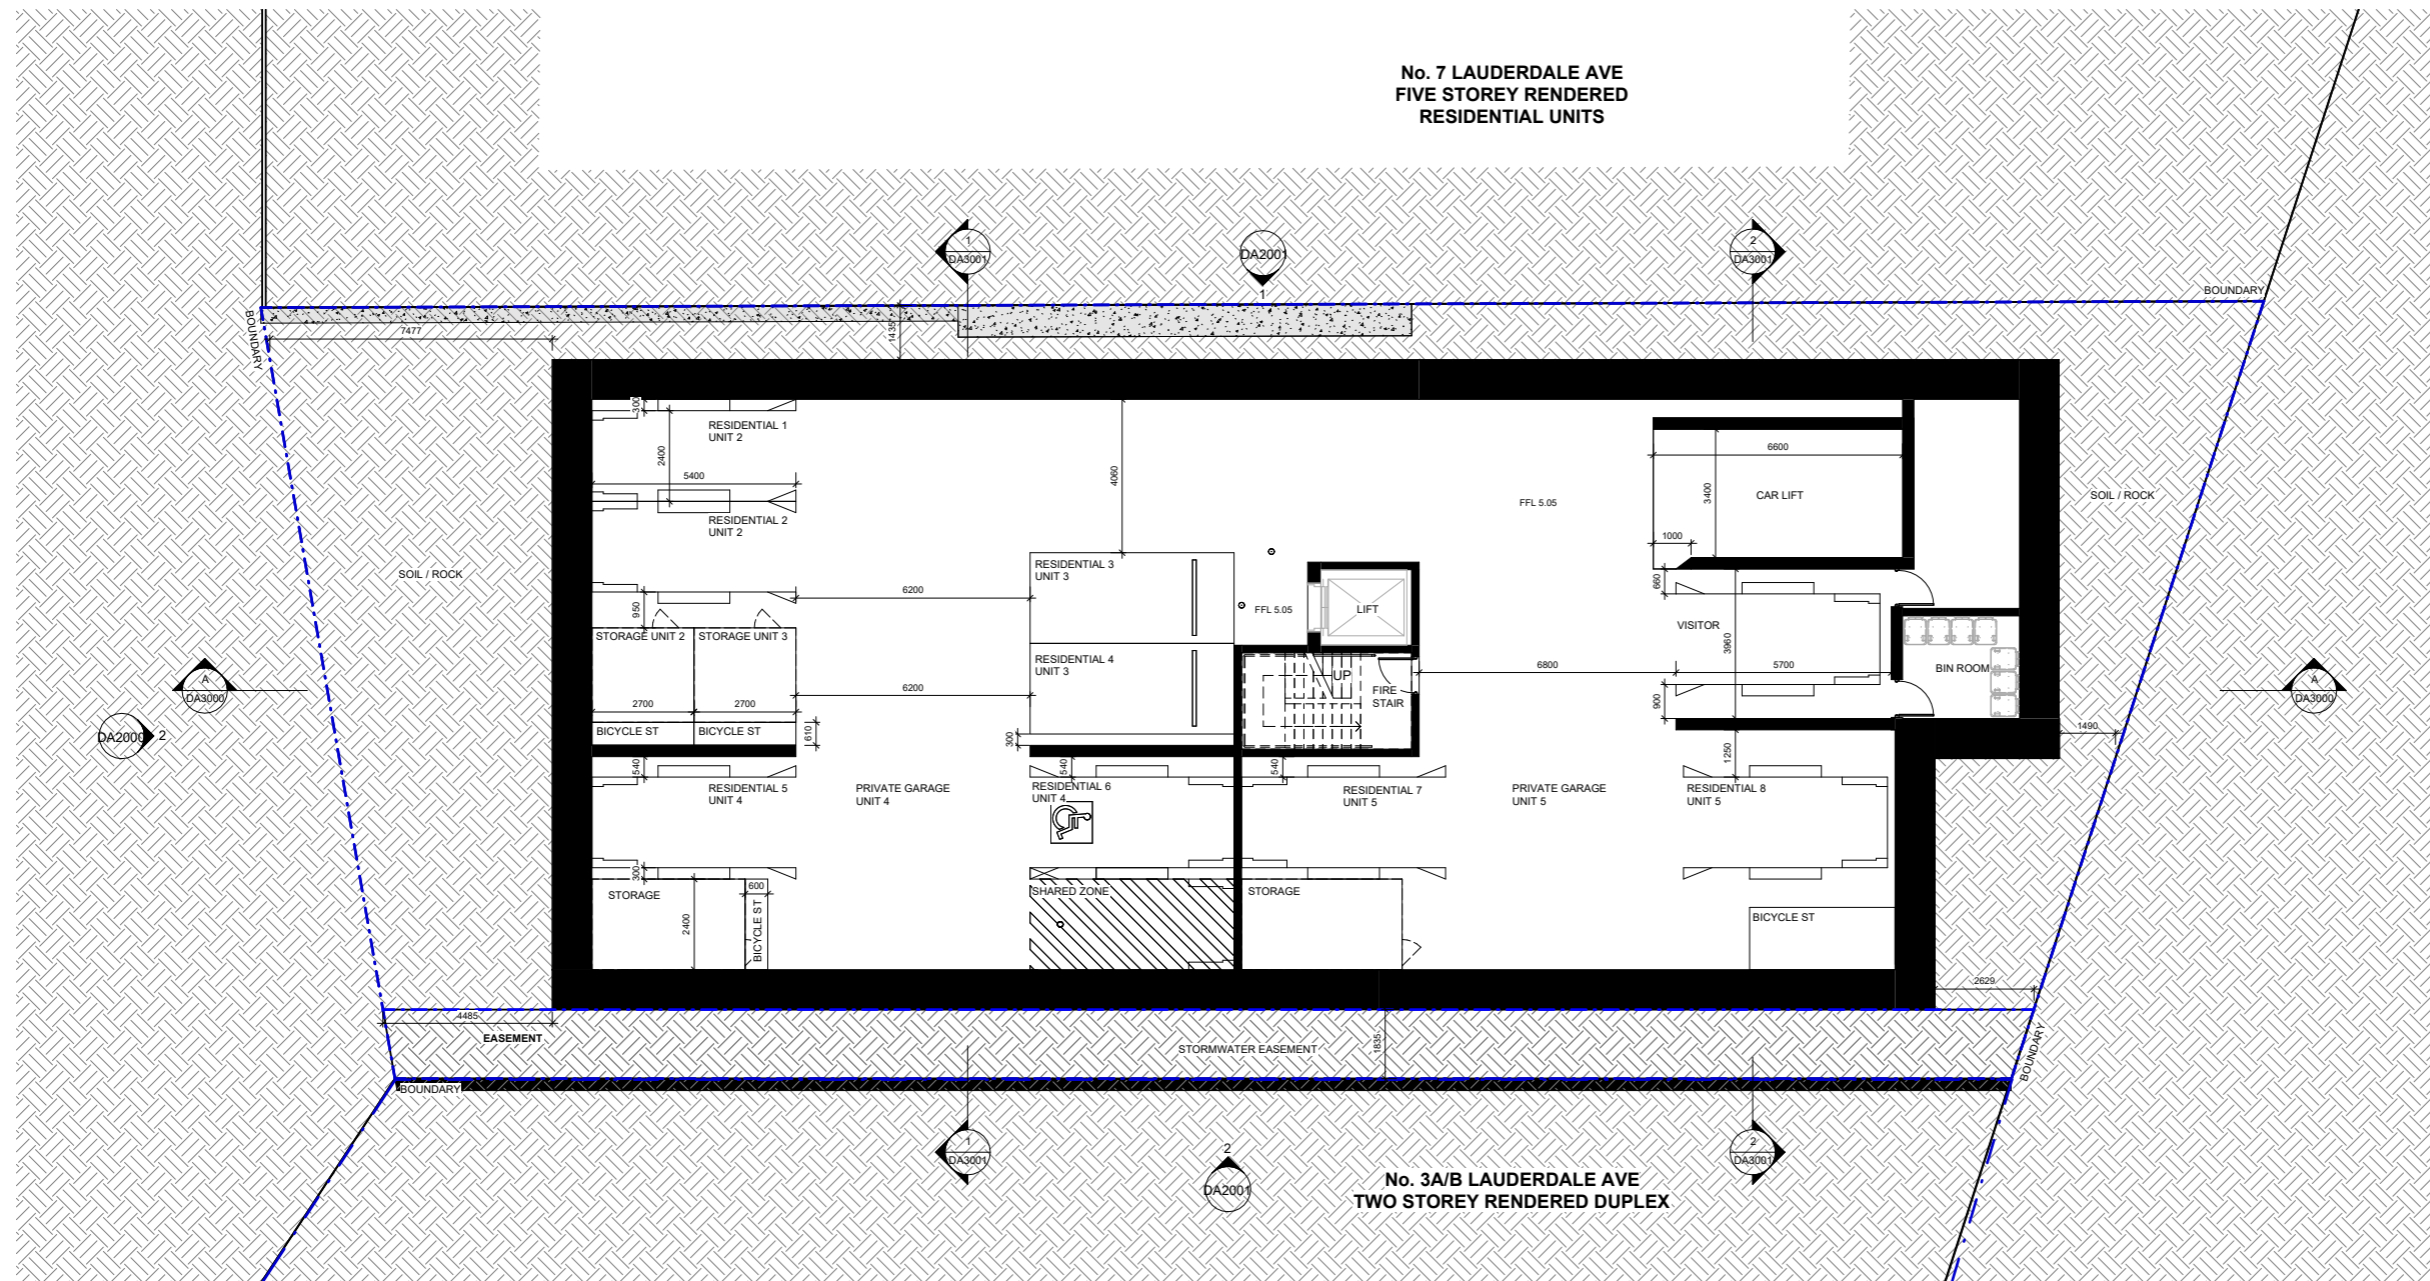 No. 7 LAUDERDALE AVE
FIVE STOREY RENDERED
RESIDENTIAL UNITS
1
DA3001
DA2001
1
2
DA3001
BOUNDARY
BOUNDARY
7477
1435
300
RESIDENTIAL 1
UNIT 2
2400
5400
RESIDENTIAL 2
UNIT 2
4060
6600
3400
CAR LIFT
1000
FFL 5.05
SOIL / ROCK
SOIL / ROCK
RESIDENTIAL 3
UNIT 3
6200
950
FFL 5.05
LIFT
660
VISITOR
3960
STORAGE UNIT 2
STORAGE UNIT 3
RESIDENTIAL 4
UNIT 3
6200
UP
FIRE
STAIR
6800
5700
BIN ROOM
900
A
DA3000
A
DA3000
DA2000
2
2700
2700
BICYCLE ST
BICYCLE ST
610
300
1250
1490
540
540
540
RESIDENTIAL 5
UNIT 4
PRIVATE GARAGE
UNIT 4
RESIDENTIAL 6
UNIT 4
RESIDENTIAL 7
UNIT 5
PRIVATE GARAGE
UNIT 5
RESIDENTIAL 8
UNIT 5
300
STORAGE
600
2400
BICYCLE ST
SHARED ZONE
STORAGE
BICYCLE ST
2629
4485
EASEMENT
STORMWATER EASEMENT
1835
BOUNDARY
BOUNDARY
1
DA3001
2
DA2001
2
DA3001
No. 3A/B LAUDERDALE AVE
TWO STOREY RENDERED DUPLEX